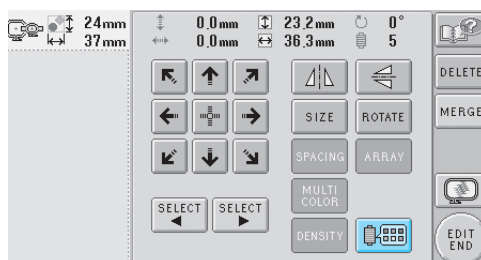 24mm 0.0mm 23.2mm 0°
37mm 0.0mm 36.3mm 5
DELETE
SIZE ROTATE MERGE
SPACING ARRAY
SELECT SELECT MULTI COLOR
DENSITY EDIT END